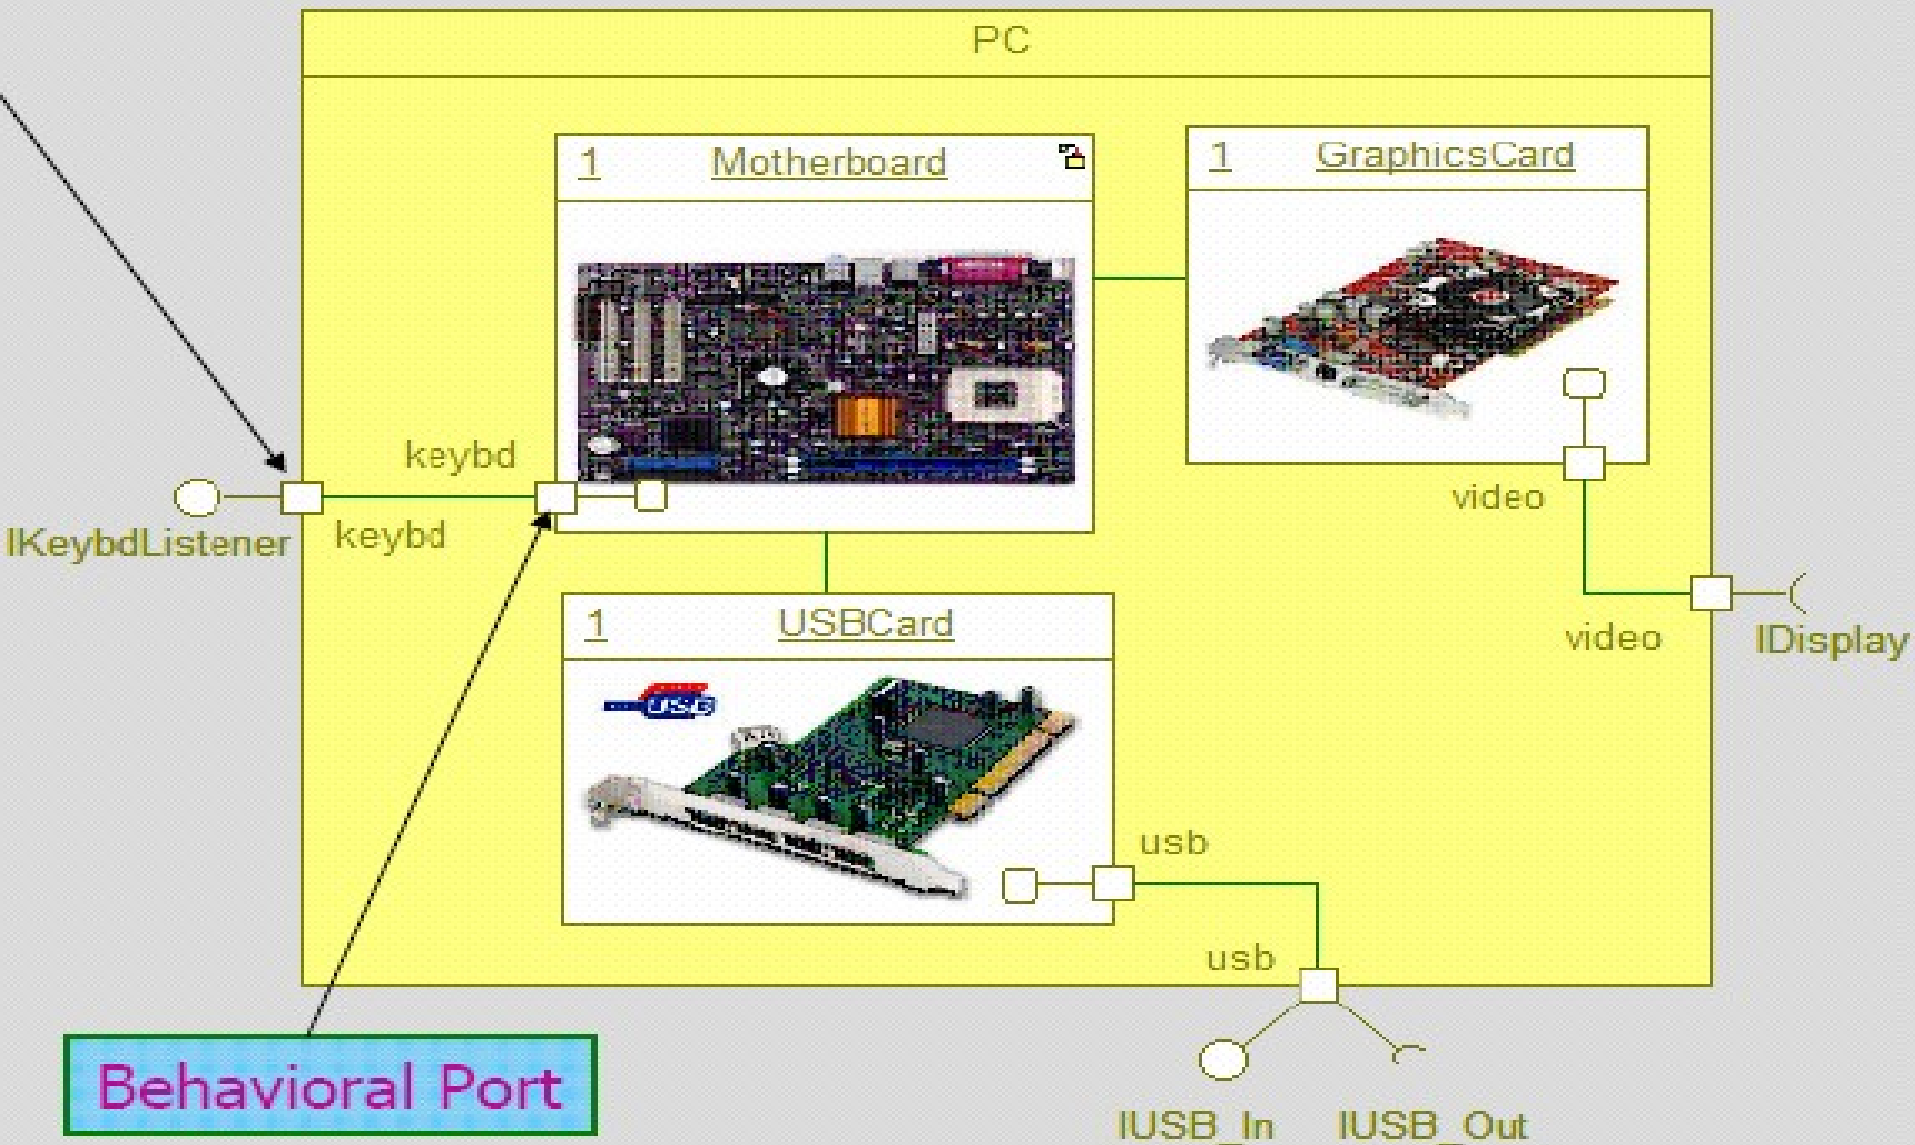 PC
1 Motherboard
1 GraphicsCard
keybd
keybd
IKeybdListener
video
video
IDisplay
1 USBCard
USB
usb
usb
IUSB_In
IUSB_Out
Behavioral Port